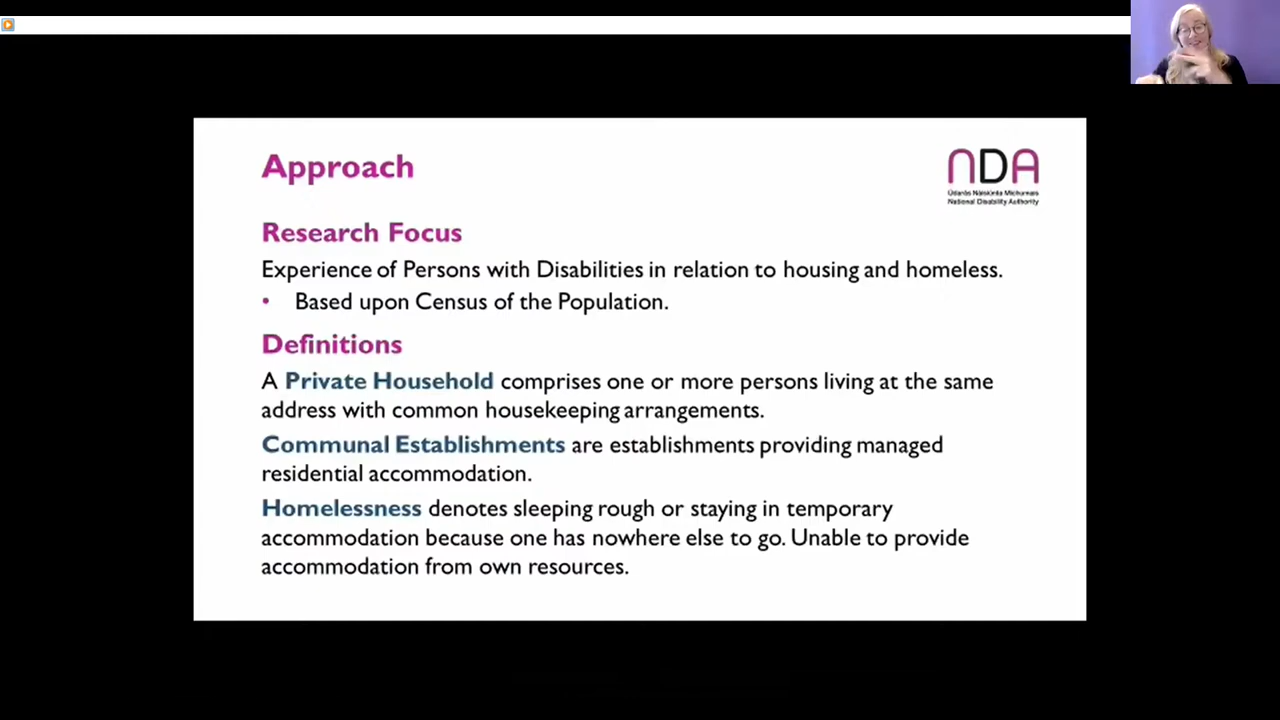 Approach
NDA
Údarás Náisiúnta Míchumais
National Disability Authority
Research Focus
Experience of Persons with Disabilities in relation to housing and homeless.
• Based upon Census of the Population.
Definitions
A Private Household comprises one or more persons living at the same
address with common housekeeping arrangements.
Communal Establishments are establishments providing managed
residential accommodation.
Homelessness denotes sleeping rough or staying in temporary
accommodation because one has nowhere else to go. Unable to provide
accommodation from own resources.